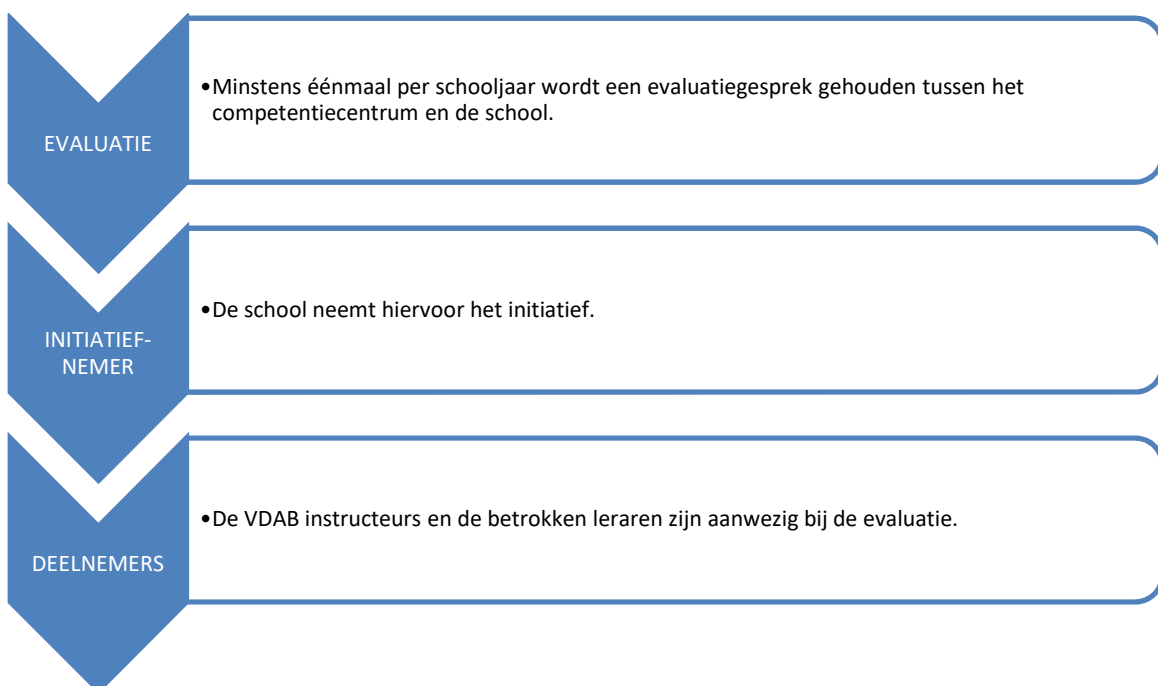 EVALUATIE
•Minstens éénmaal per schooljaar wordt een evaluatiegesprek gehouden tussen het
competentiecentrum en de school.
INITIATIEF-
NEMER
•De school neemt hiervoor het initiatief.
DEELNEMERS
•De VDAB instructeurs en de betrokken leraren zijn aanwezig bij de evaluatie.